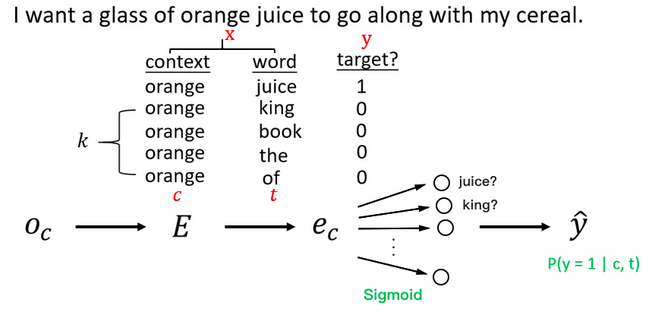 I want a glass of orange juice to go along with my cereal.
x y
context word target?
orange juice 1
orange king 0
k orange book 0
orange the 0
orange of 0
c t
juice?
king?
o_c E e_c ⋮ ŷ
P(y = 1 | c, t)
Sigmoid